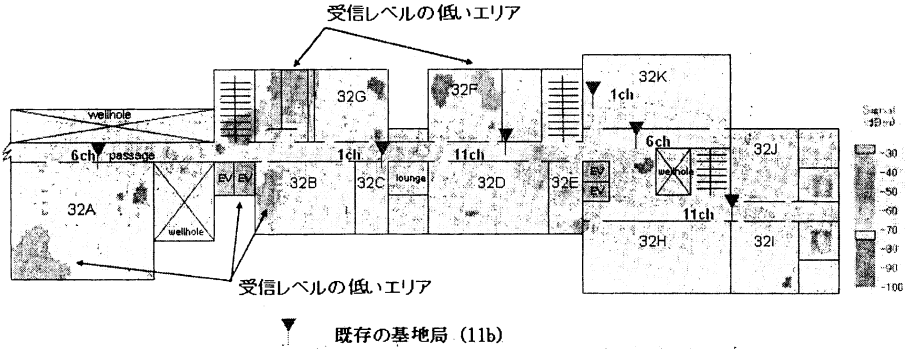 受信レベルの低いエリア
32K
32G
32F
1ch
wellhole
6ch
passage
1ch
11ch
6ch
32J
EV EV
32B
32C
lounge
32D
32E
EV
EV
wellhole
32A
wellhole
11ch
32H
32I
-30
-40
-50
-60
-70
-80
-90
-100
受信レベルの低いエリア
既存の基地局 (11b)